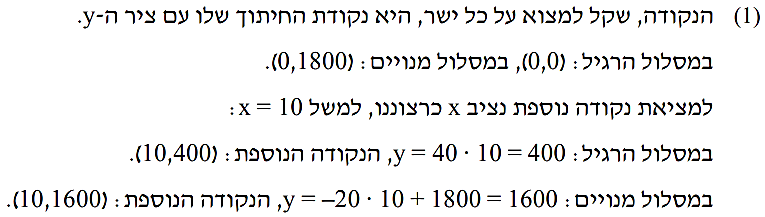 (1) הנקודה, שקל למצוא על כל ישר, היא נקודת החיתוך שלו עם ציר ה-y.
במסלול הרגיל: (0,0), במסלול מנויים: (0,1800).
למציאת נקודה נוספת נציב x כרצוננו, למשל x = 10:
במסלול הרגיל: y = 40 · 10 = 400, הנקודה הנוספת: (10,400).
במסלול מנויים: y = –20 · 10 + 1800 = 1600, הנקודה הנוספת: (10,1600).